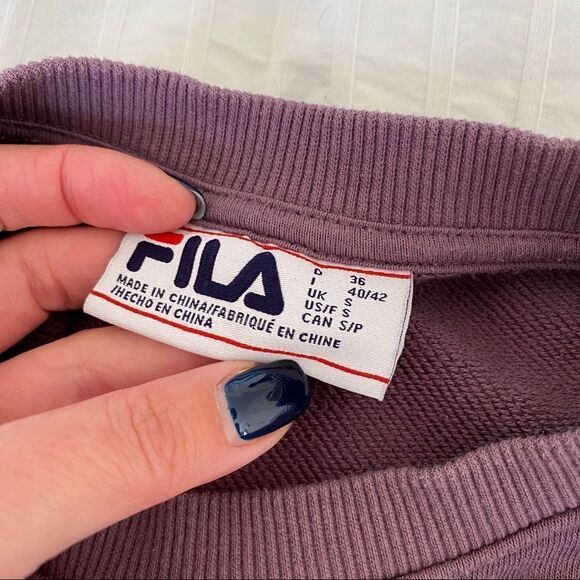 FILA
D 36
I 40/42
UK S
US/F S
CAN S/P
MADE IN CHINA/FABRIQUÉ EN CHINE
/HECHO EN CHINA